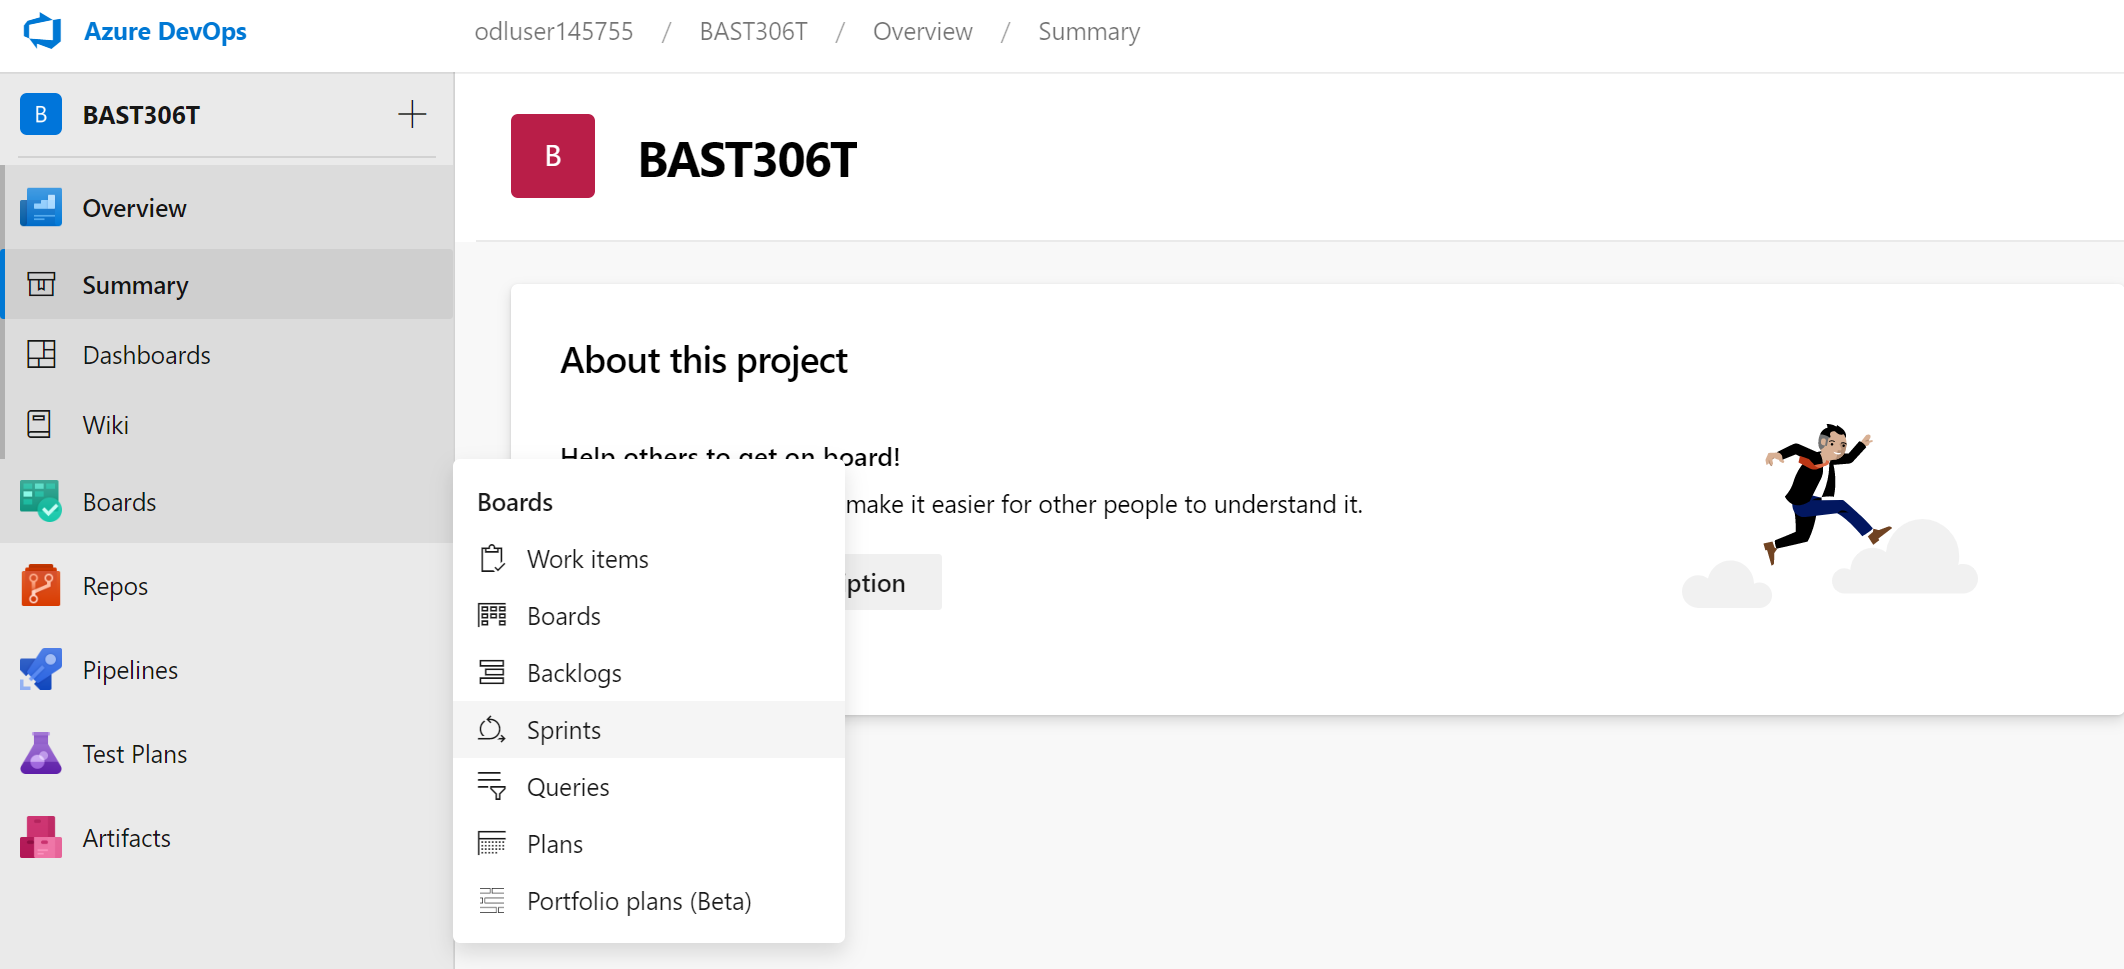 Azure DevOps
odluser145755 / BAST306T / Overview / Summary
B BAST306T
Overview
Summary
Dashboards
Wiki
Boards
Repos
Pipelines
Test Plans
Artifacts
B BAST306T
About this project
Help others to get on board!
make it easier for other people to understand it.
ption
Boards
Work items
Boards
Backlogs
Sprints
Queries
Plans
Portfolio plans (Beta)